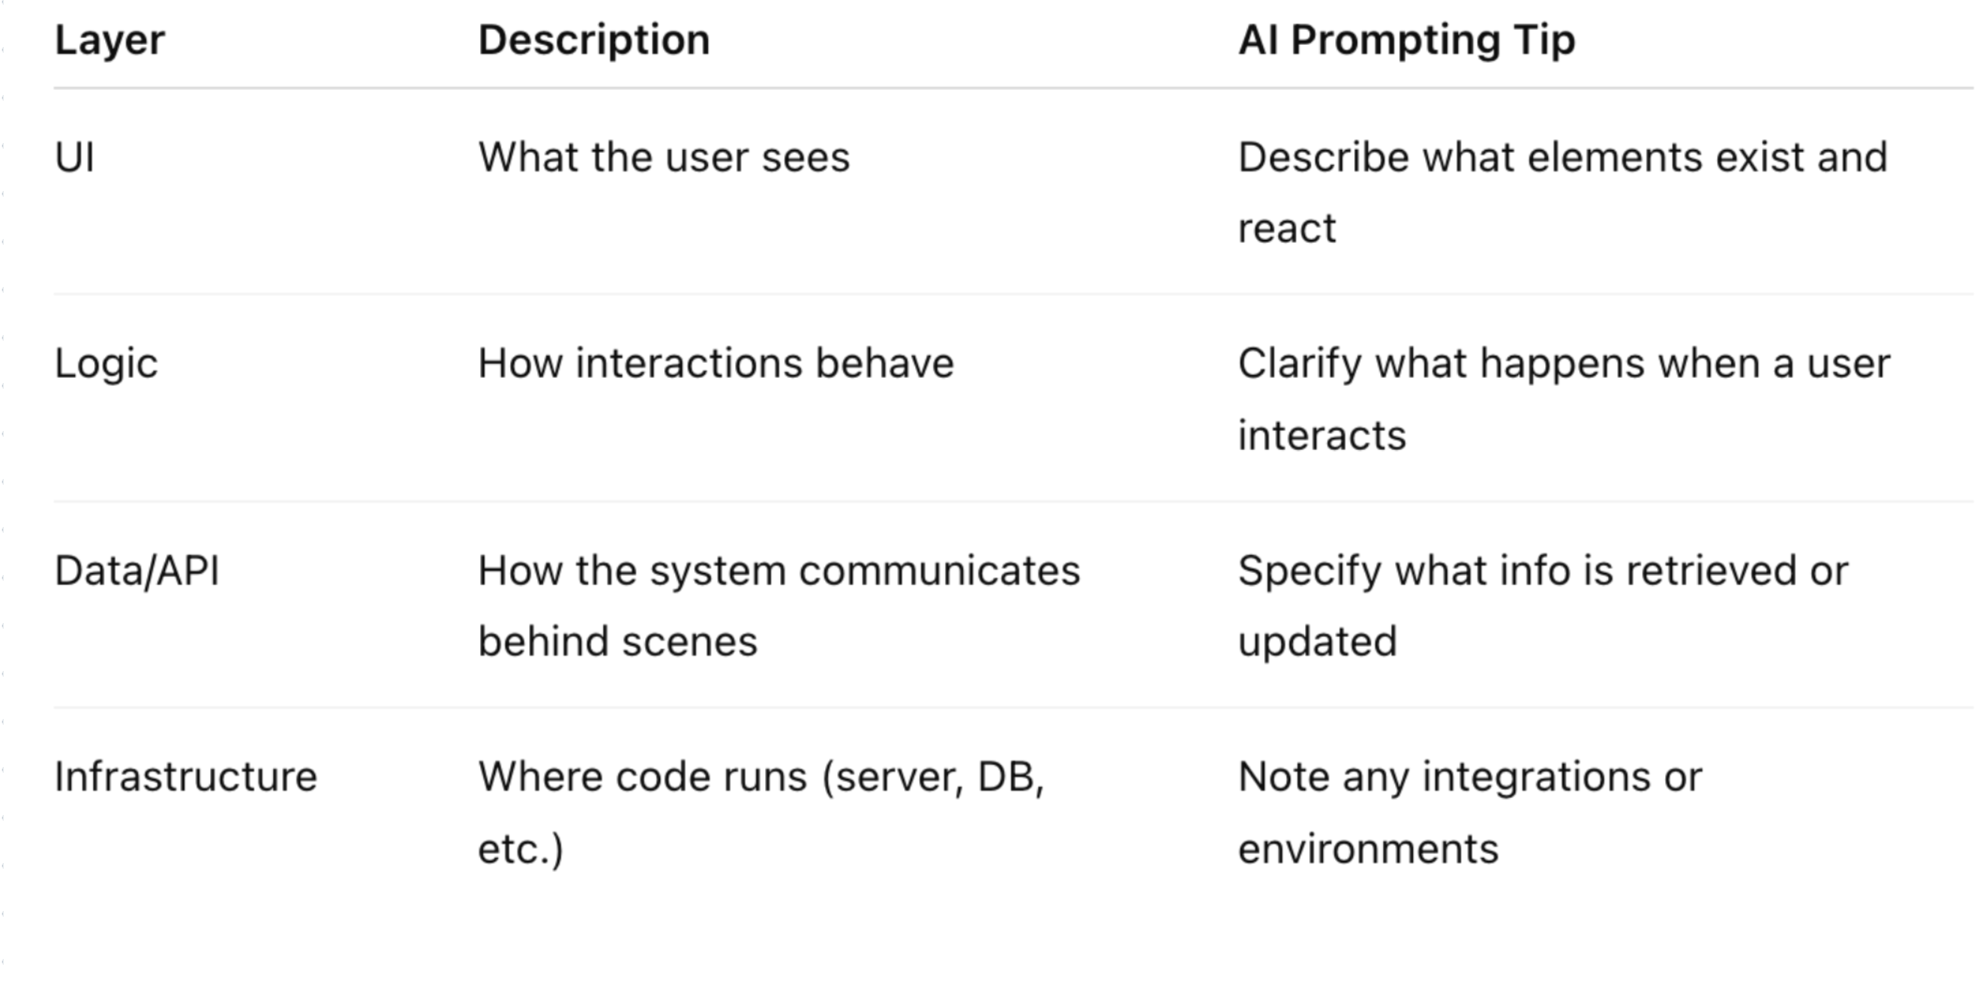 Layer Description AI Prompting Tip
UI What the user sees Describe what elements exist and
react
Logic How interactions behave Clarify what happens when a user
interacts
Data/API How the system communicates Specify what info is retrieved or
behind scenes updated
Infrastructure Where code runs (server, DB, Note any integrations or
etc.) environments